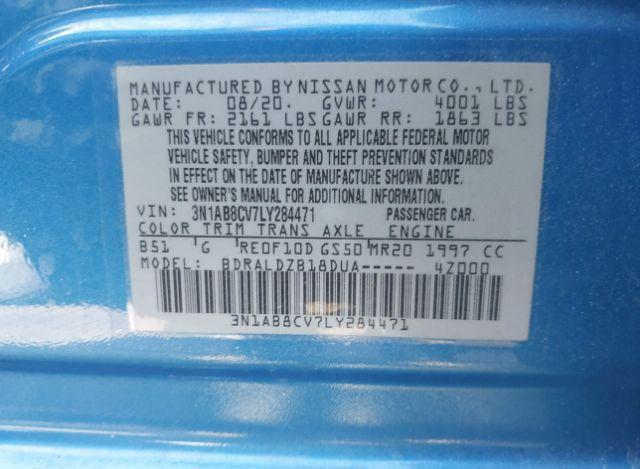 MANUFACTURED BY NISSAN MOTOR CO., LTD.
DATE: 08/20. GVWR: 4001 LBS
GAWR FR: 2161 LBS GAWR RR: 1863 LBS
THIS VEHICLE CONFORMS TO ALL APPLICABLE FEDERAL MOTOR
VEHICLE SAFETY, BUMPER AND THEFT PREVENTION STANDARDS
IN EFFECT ON THE DATE OF MANUFACTURE SHOWN ABOVE.
SEE OWNER'S MANUAL FOR ADDITIONAL INFORMATION.
VIN: 3N1AB8CV7LY284471 PASSENGER CAR.
COLOR TRIM TRANS AXLE ENGINE
B51 G RE0F10D GS50 MR20 1997 CC
MODEL: BDRALDZB18DUA----- 4Z000
3N1AB8CV7LY284471